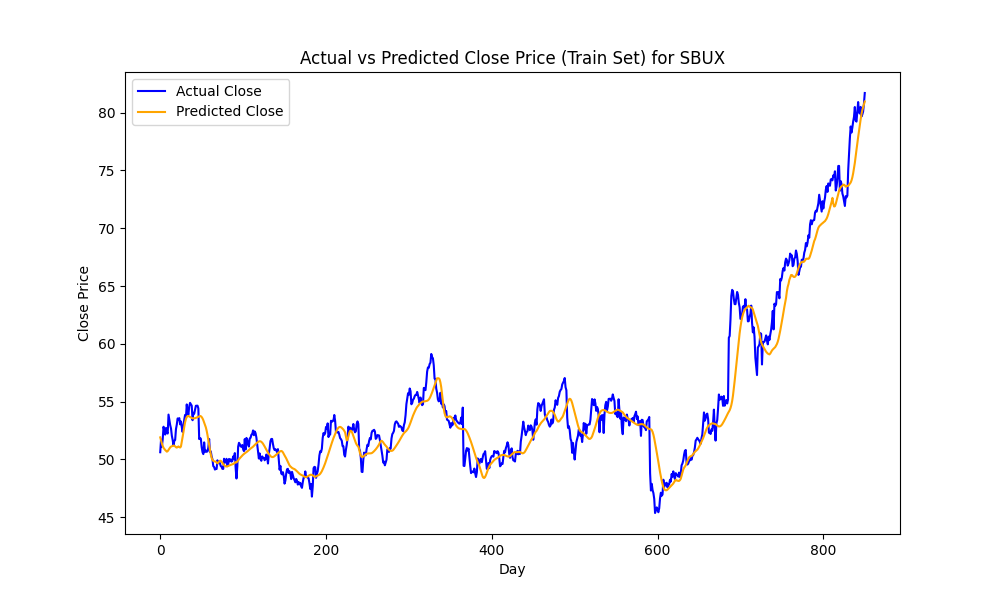 Actual vs Predicted Close Price (Train Set) for SBUX
Actual Close
Predicted Close
80
75
70
65
60
55
50
45
Close Price
0 200 400 600 800
Day